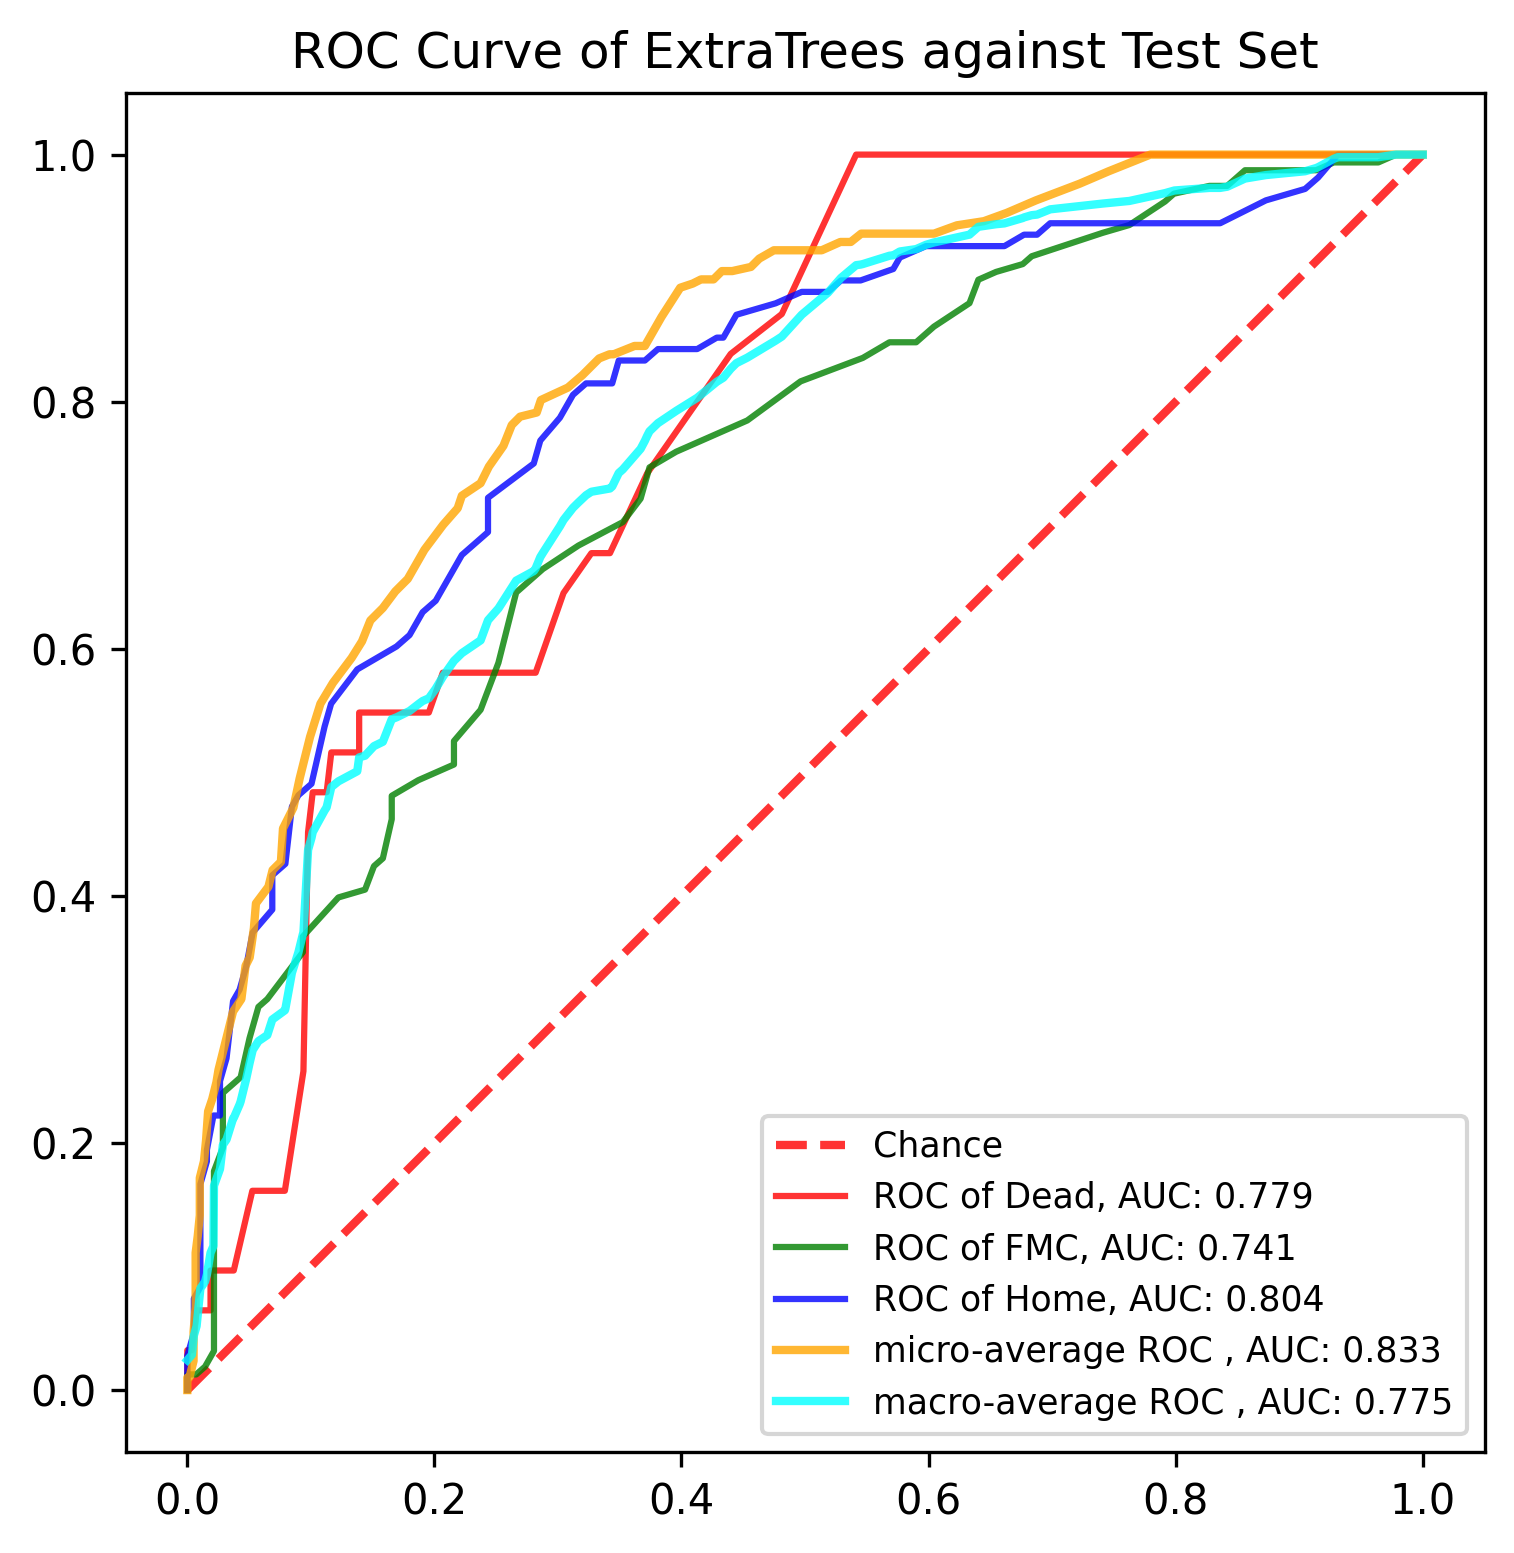 ROC Curve of ExtraTrees against Test Set
1.0
0.8
0.6
0.4
0.2
0.0
Chance
ROC of Dead, AUC: 0.779
ROC of FMC, AUC: 0.741
ROC of Home, AUC: 0.804
micro-average ROC , AUC: 0.833
macro-average ROC , AUC: 0.775
0.0 0.2 0.4 0.6 0.8 1.0